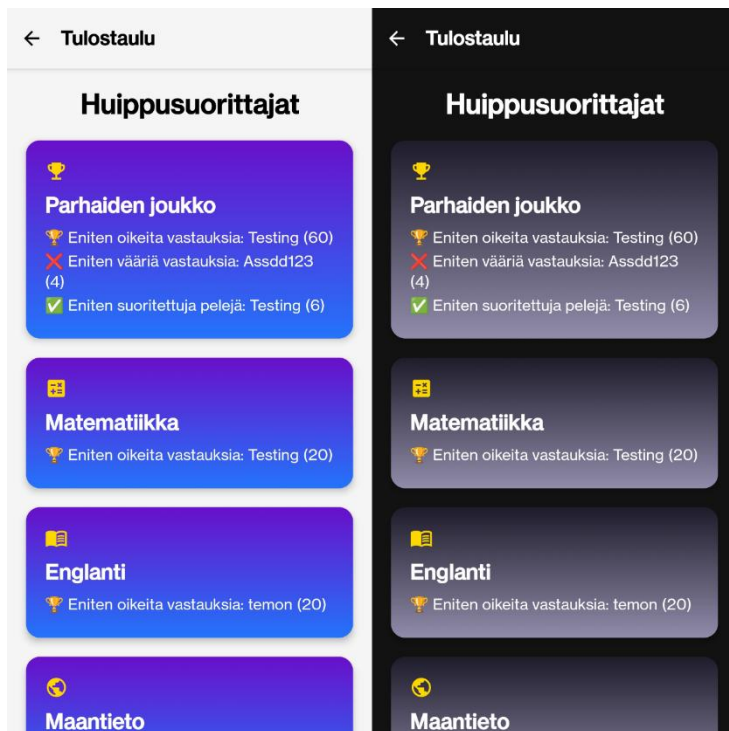 ← Tulostaulu
Huippusuorittajat
Parhaiden joukko
🏆 Eniten oikeita vastauksia: Testing (60)
❌ Eniten vääriä vastauksia: Assdd123
(4)
✅ Eniten suoritettuja pelejä: Testing (6)
Matematiikka
🏆 Eniten oikeita vastauksia: Testing (20)
Englanti
🏆 Eniten oikeita vastauksia: temon (20)
Maantieto
← Tulostaulu
Huippusuorittajat
Parhaiden joukko
🏆 Eniten oikeita vastauksia: Testing (60)
❌ Eniten vääriä vastauksia: Assdd123
(4)
✅ Eniten suoritettuja pelejä: Testing (6)
Matematiikka
🏆 Eniten oikeita vastauksia: Testing (20)
Englanti
🏆 Eniten oikeita vastauksia: temon (20)
Maantieto